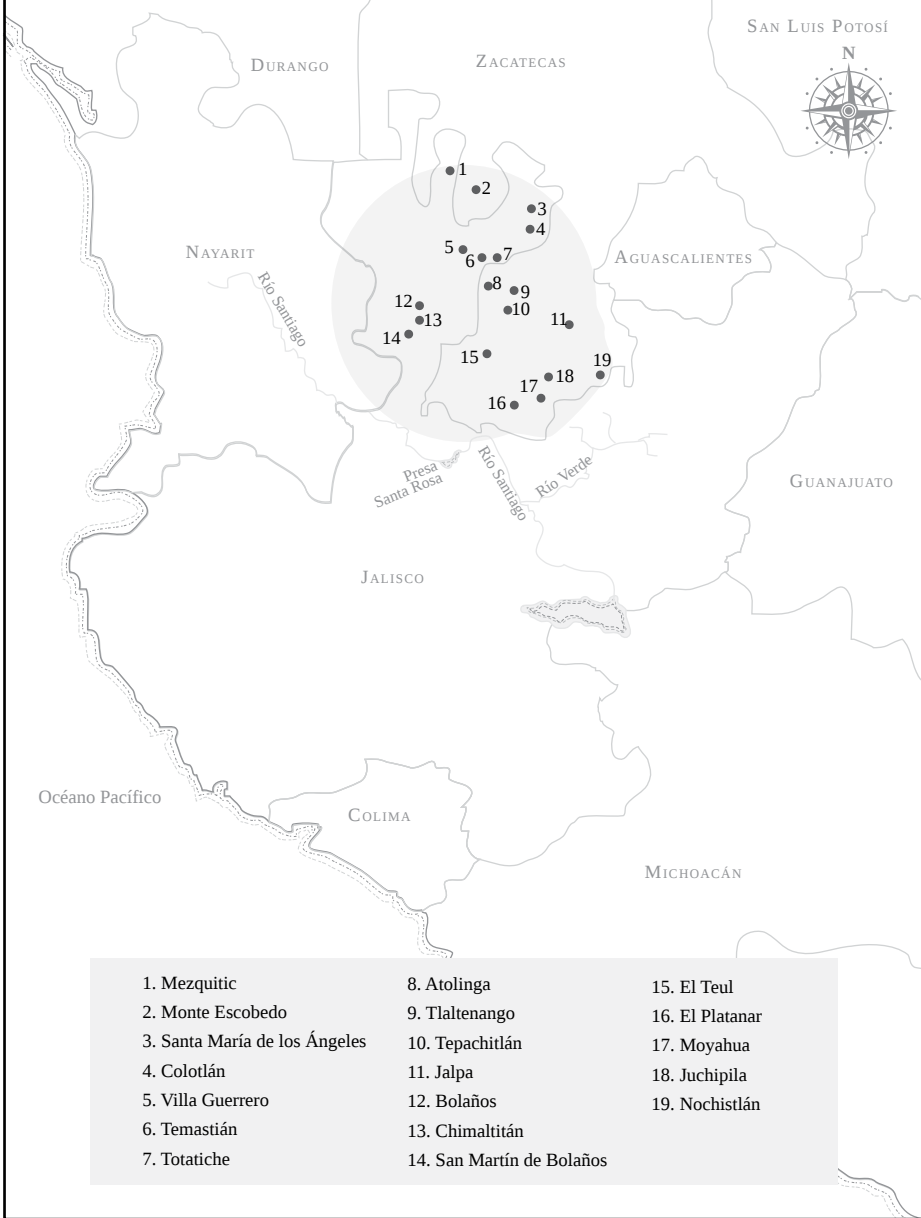 San Luis Potosí
N
Durango
Zacatecas
1
2
3
4
Nayarit
5
6
7
Aguascalientes
Río Santiago
8
9
10
11
12
13
14
15
19
18
17
16
Presa
Santa Rosa
Río Santiago
Río Verde
Guanajuato
Jalisco
Océano Pacífico
Colima
Michoacán
1. Mezquitic
2. Monte Escobedo
3. Santa María de los Ángeles
4. Colotlán
5. Villa Guerrero
6. Temastián
7. Totatiche
8. Atolinga
9. Tlaltenango
10. Tepachitlán
11. Jalpa
12. Bolaños
13. Chimaltitán
14. San Martín de Bolaños
15. El Teul
16. El Platanar
17. Moyahua
18. Juchipila
19. Nochistlán